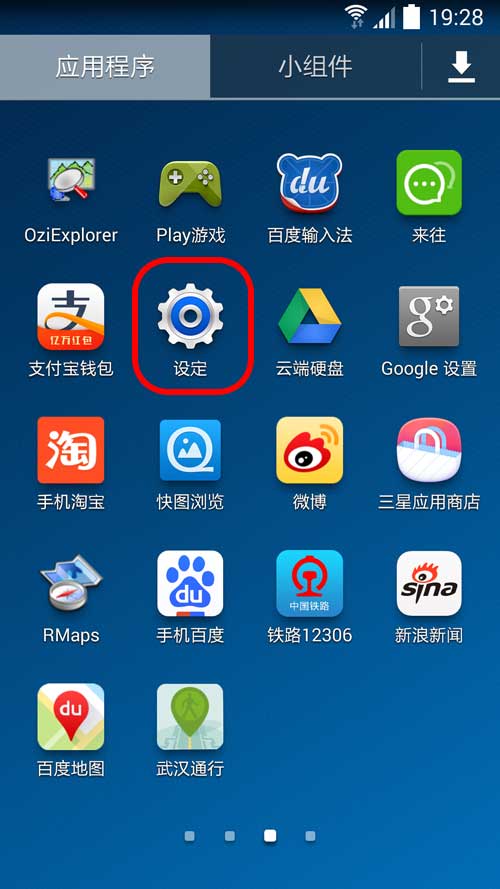 19:28
应用程序 小组件
du
OziExplorer Play游戏 百度输入法 来往
支
亿万红包
g
支付宝钱包 设定 云端硬盘 Google 设置
淘
手机淘宝 快图浏览 微博 三星应用商店
du
中国铁路
sina
RMaps 手机百度 铁路12306 新浪新闻
du
百度地图 武汉通行